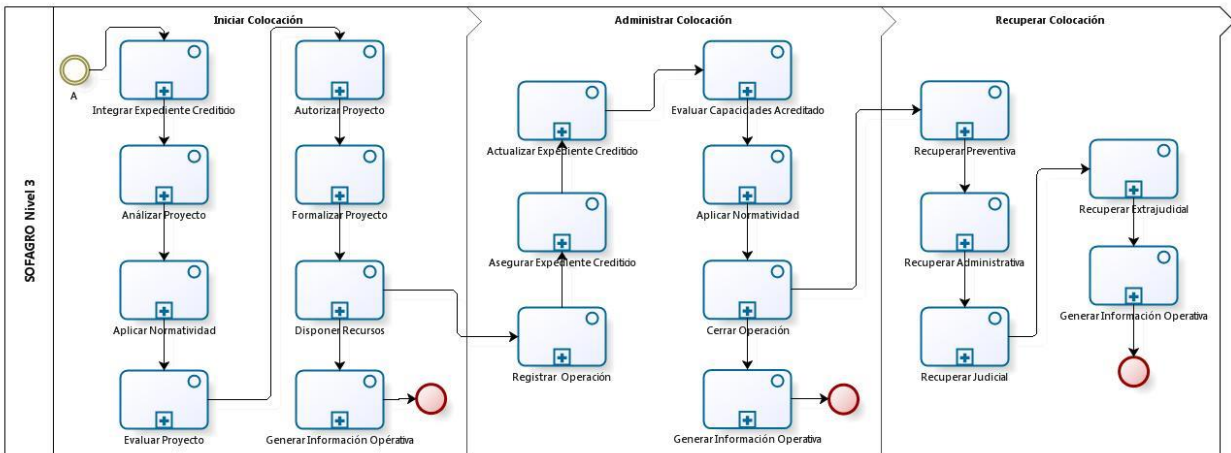 SOFAGRO Nivel 3
Iniciar Colocación
A
Integrar Expediente Crediticio
Análizar Proyecto
Aplicar Normatividad
Evaluar Proyecto
Autorizar Proyecto
Formalizar Proyecto
Disponer Recursos
Generar Información Opérativa
Administrar Colocación
Actualizar Expediente Crediticio
Asegurar Expediente Crediticio
Registrar Operación
Evaluar Capacidades Acreditado
Aplicar Normatividad
Cerrar Operación
Generar Información Operativa
Recuperar Colocación
Recuperar Preventiva
Recuperar Administrativa
Recuperar Judicial
Recuperar Extrajudicial
Generar Información Operativa